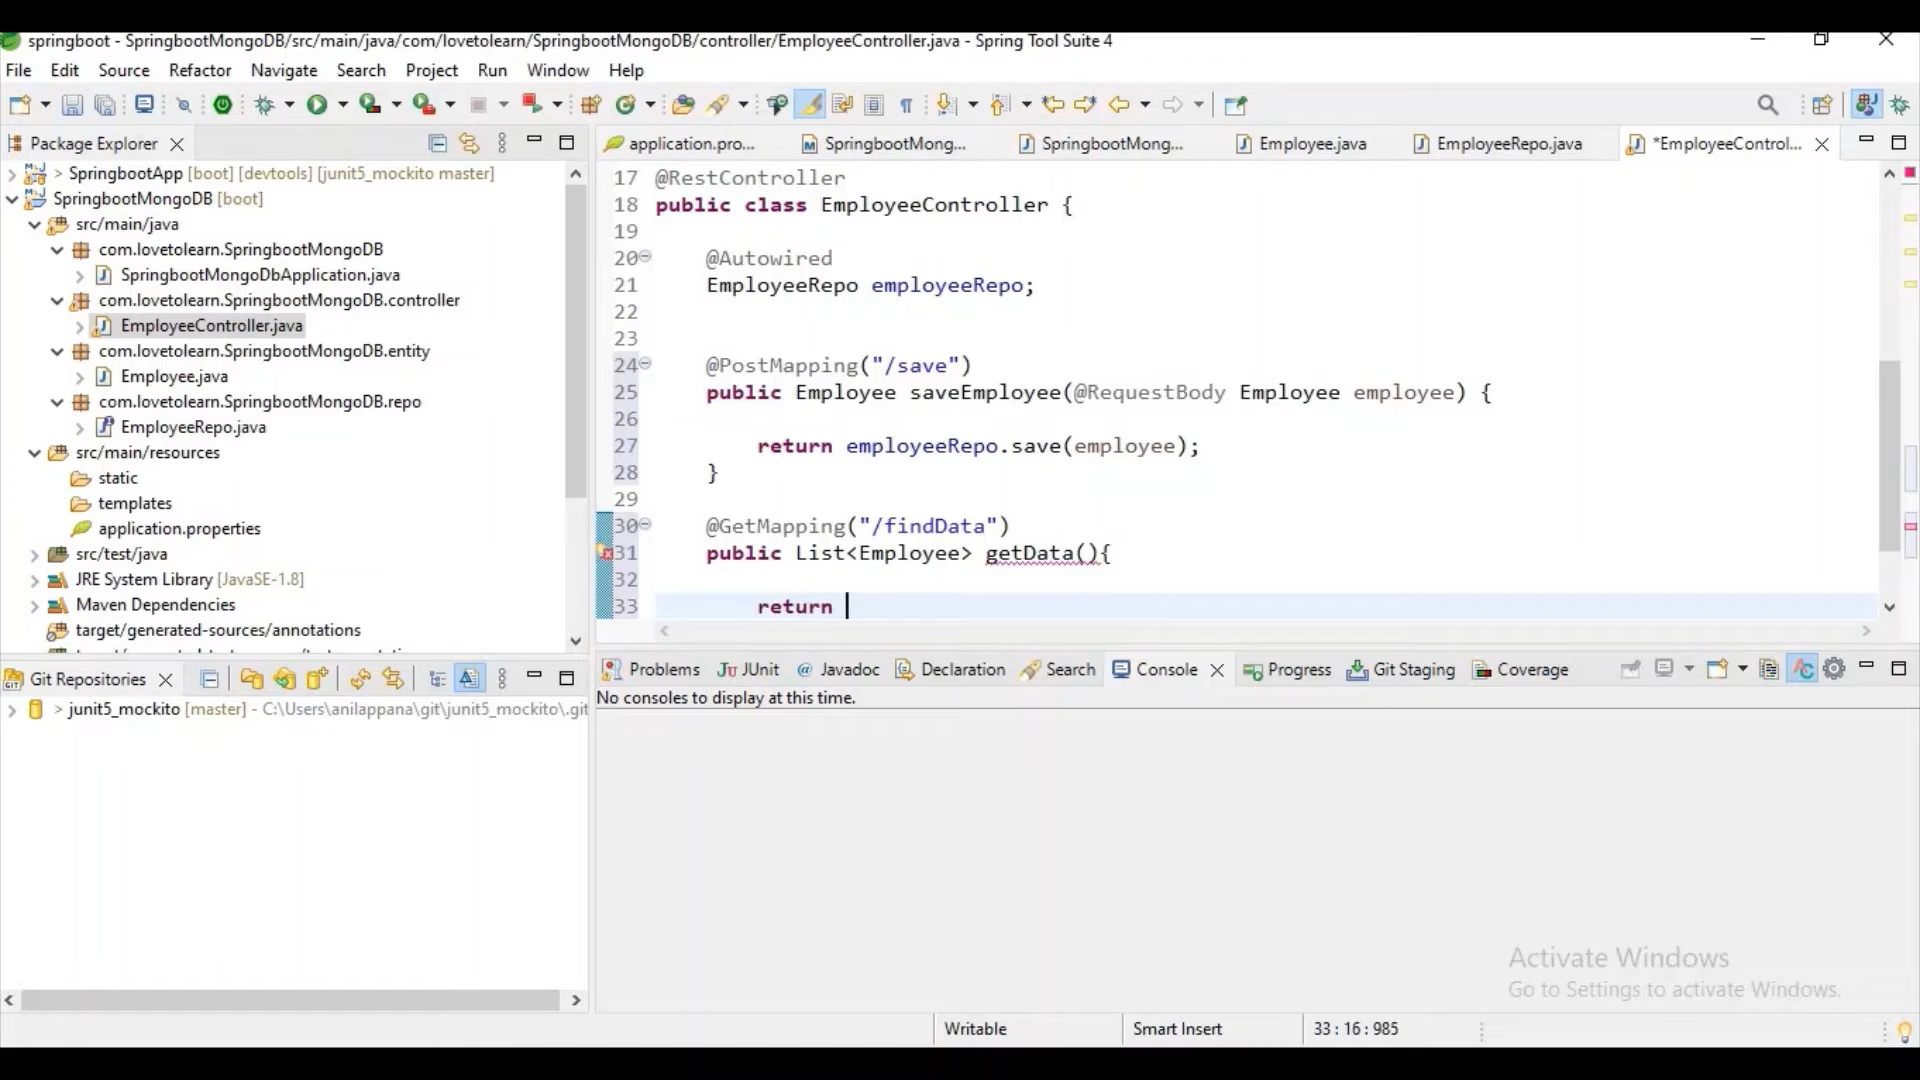 springboot - SpringbootMongoDB/src/main/java/com/lovetolearn/SpringbootMongoDB/controller/EmployeeController.java - Spring Tool Suite 4
File Edit Source Refactor Navigate Search Project Run Window Help
Package Explorer
SpringbootApp [boot] [devtools] [junit5_mockito master]
SpringbootMongoDB [boot]
src/main/java
com.lovetolearn.SpringbootMongoDB
SpringbootMongoDbApplication.java
com.lovetolearn.SpringbootMongoDB.controller
EmployeeController.java
com.lovetolearn.SpringbootMongoDB.entity
Employee.java
com.lovetolearn.SpringbootMongoDB.repo
EmployeeRepo.java
src/main/resources
static
templates
application.properties
src/test/java
JRE System Library [JavaSE-1.8]
Maven Dependencies
target/generated-sources/annotations
application.pro... SpringbootMong... SpringbootMong... Employee.java EmployeeRepo.java *EmployeeControl...
17 @RestController
18 public class EmployeeController {
19
20 @Autowired
21 EmployeeRepo employeeRepo;
22
23
24 @PostMapping("/save")
25 public Employee saveEmployee(@RequestBody Employee employee) {
26
27 return employeeRepo.save(employee);
28 }
29
30 @GetMapping("/findData")
31 public List<Employee> getData(){
32
33 return
Git Repositories
> junit5_mockito [master] - C:\Users\anilappana\git\junit5_mockito\.git
Problems JUnit Javadoc Declaration Search Console Progress Git Staging Coverage
No consoles to display at this time.
Activate Windows
Go to Settings to activate Windows.
Writable Smart Insert 33 : 16 : 985